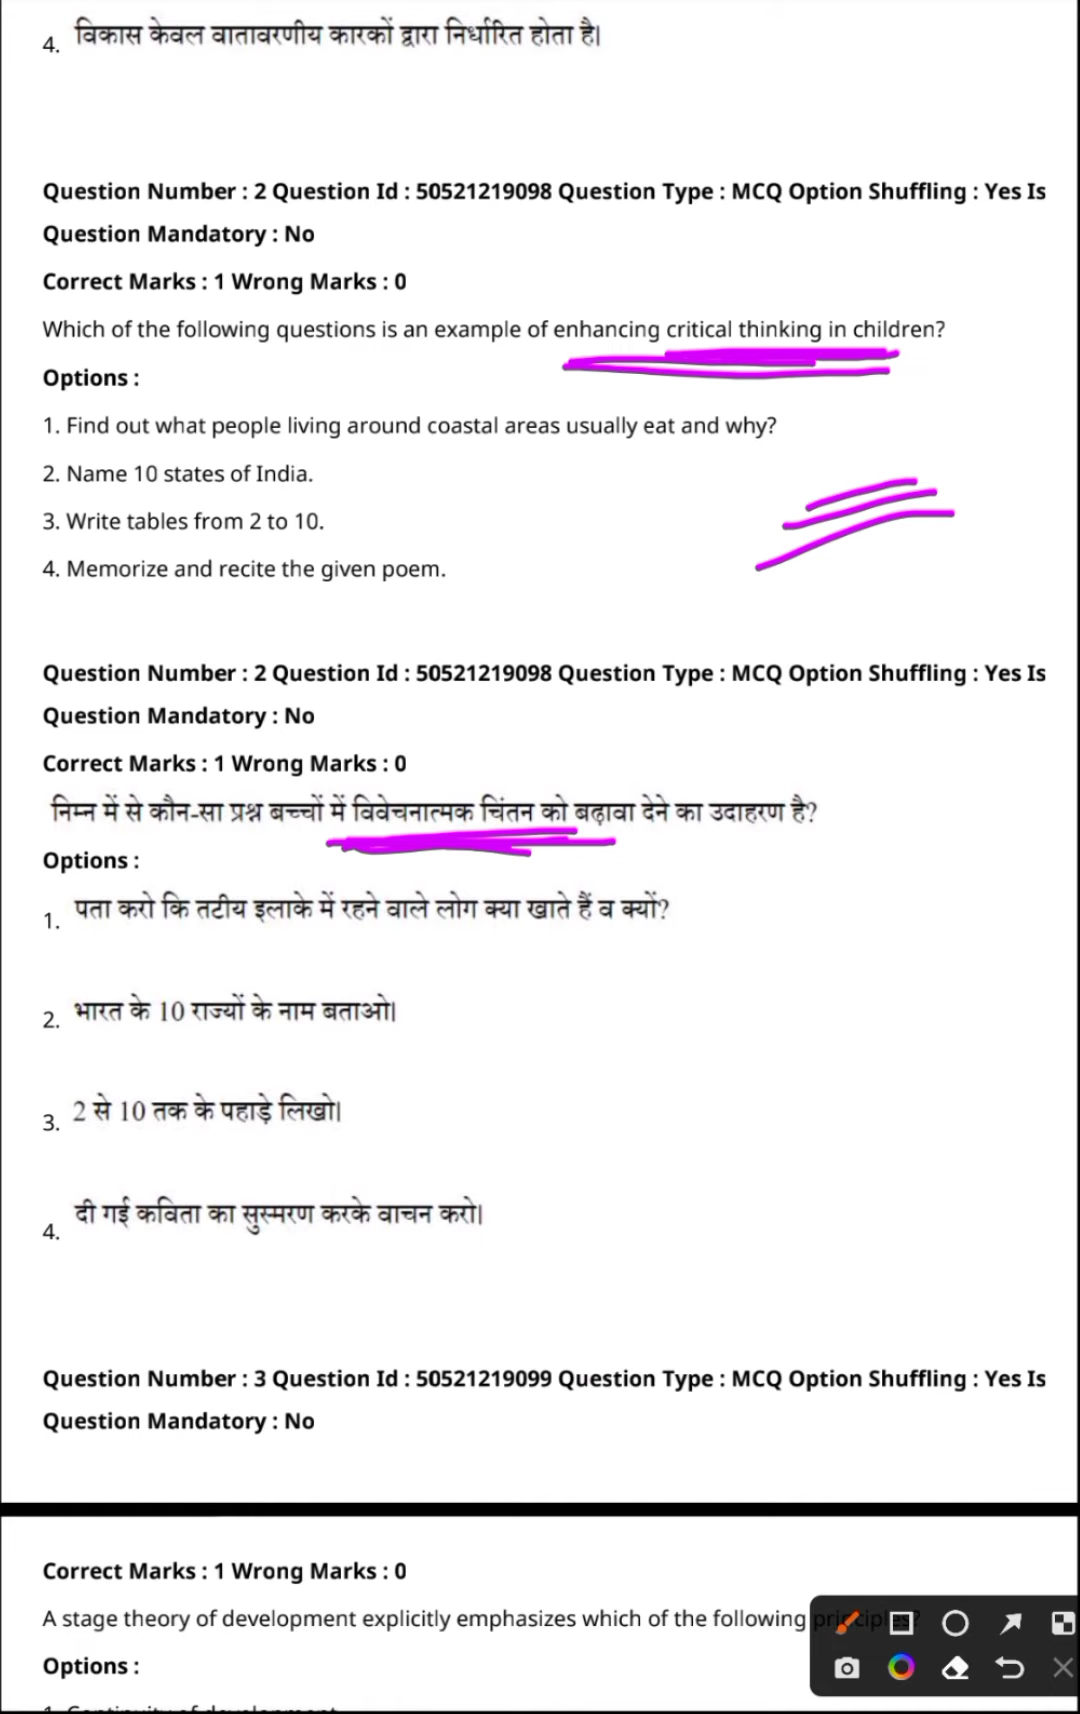 4. विकास केवल वातावरणीय कारकों द्वारा निर्धारित होता है।
Question Number : 2 Question Id : 50521219098 Question Type : MCQ Option Shuffling : Yes Is
Question Mandatory : No
Correct Marks : 1 Wrong Marks : 0
Which of the following questions is an example of enhancing critical thinking in children?
Options :
1. Find out what people living around coastal areas usually eat and why?
2. Name 10 states of India.
3. Write tables from 2 to 10.
4. Memorize and recite the given poem.
Question Number : 2 Question Id : 50521219098 Question Type : MCQ Option Shuffling : Yes Is
Question Mandatory : No
Correct Marks : 1 Wrong Marks : 0
निम्न में से कौन-सा प्रश्न बच्चों में विवेचनात्मक चिंतन को बढ़ावा देने का उदाहरण है?
Options :
1. पता करो कि तटीय इलाके में रहने वाले लोग क्या खाते हैं व क्यों?
2. भारत के 10 राज्यों के नाम बताओ।
3. 2 से 10 तक के पहाड़े लिखो।
4. दी गई कविता का सुस्मरण करके वाचन करो।
Question Number : 3 Question Id : 50521219099 Question Type : MCQ Option Shuffling : Yes Is
Question Mandatory : No
Correct Marks : 1 Wrong Marks : 0
A stage theory of development explicitly emphasizes which of the following principles?
Options :
1. Continuity of development